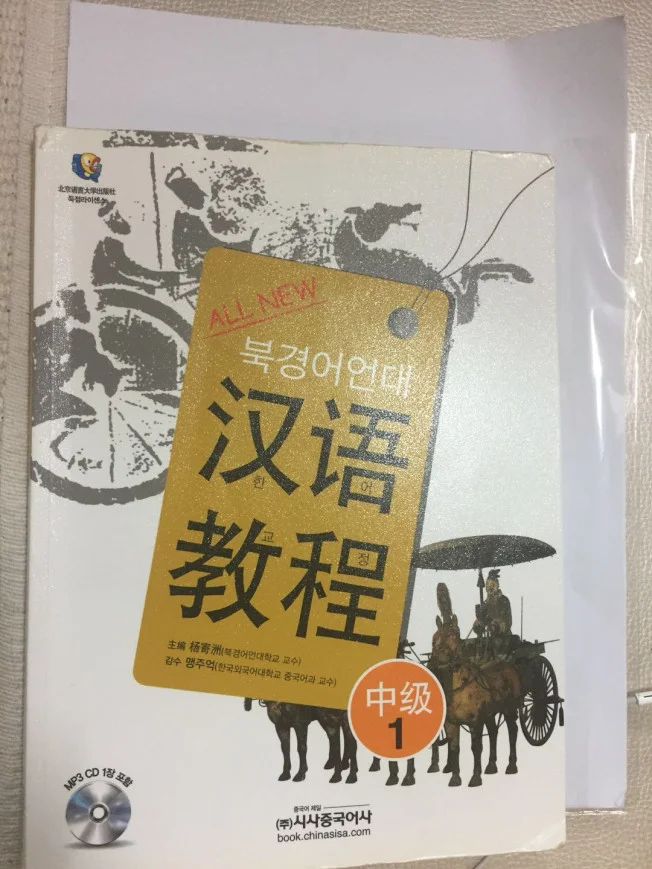 北京语言大学出版社
독점라이센스
ALL NEW
북경어언대
汉语
한 어
教程
교 정
主编 杨寄洲(북경어언대학교 교수)
감수 맹주억(한국외국어대학교 중국어과 교수)
中级
1
MP3 CD 1장 포함
중국어 제일
(주)시사중국어사
book.chinasisa.com